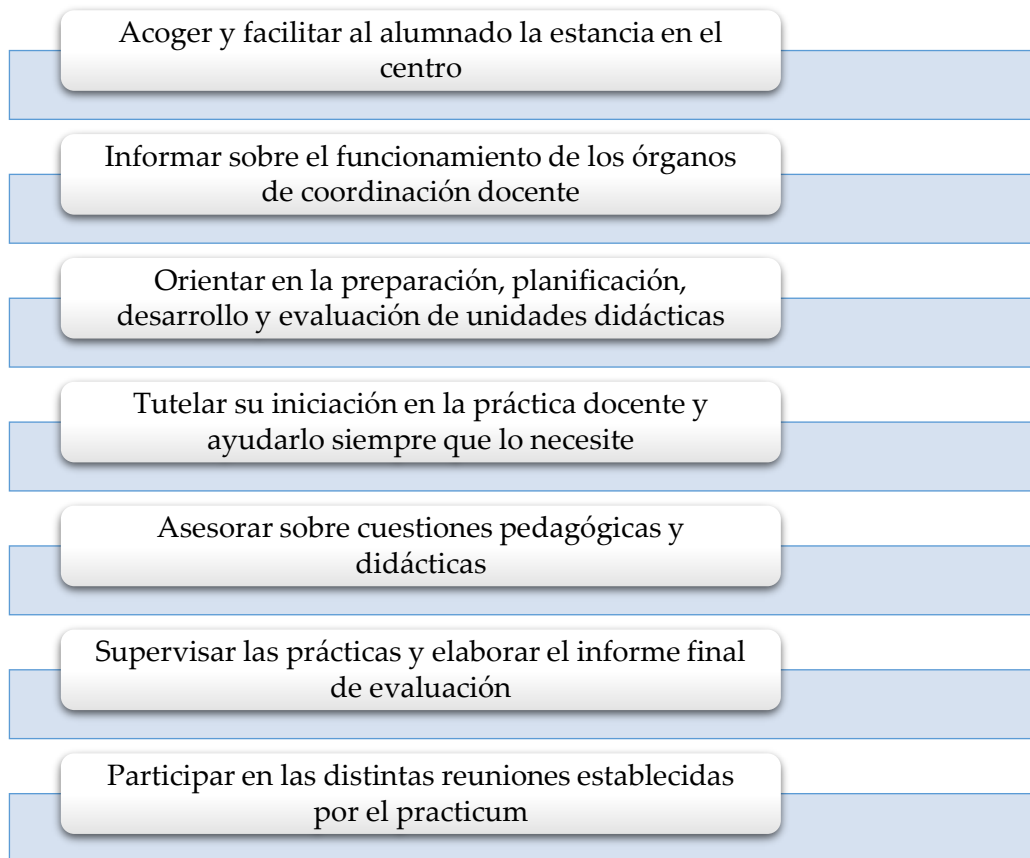 Acoger y facilitar al alumnado la estancia en el
centro
Informar sobre el funcionamiento de los órganos
de coordinación docente
Orientar en la preparación, planificación,
desarrollo y evaluación de unidades didácticas
Tutelar su iniciación en la práctica docente y
ayudarlo siempre que lo necesite
Asesorar sobre cuestiones pedagógicas y
didácticas
Supervisar las prácticas y elaborar el informe final
de evaluación
Participar en las distintas reuniones establecidas
por el practicum